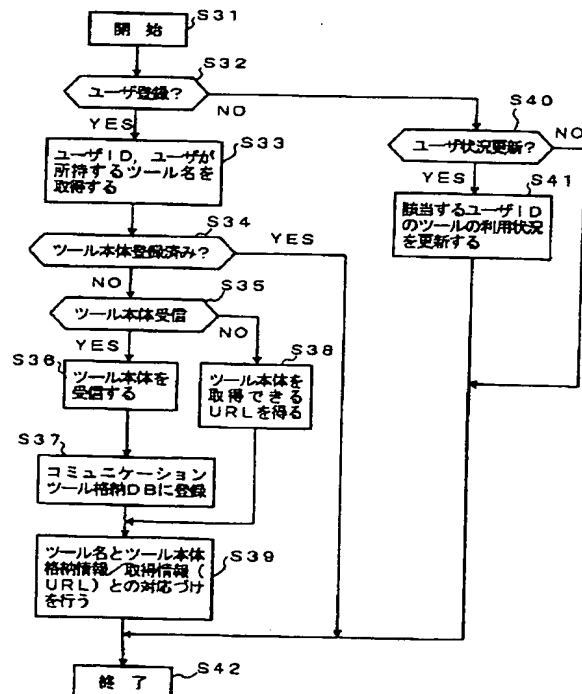 S31
開始
S32
ユーザ登録?
NO
YES
S33
ユーザID，ユーザが
所持するツール名を
取得する
S34
ツール本体登録済み?
YES
NO
S35
ツール本体受信
NO
YES
S36
ツール本体を
受信する
S38
ツール本体を
取得できる
URLを得る
S37
コミュニケーション
ツール格納DBに登録
S39
ツール名とツール本体
格納情報／取得情報（
URL）との対応づけ
を行う
S40
ユーザ状況更新?
NO
YES
S41
該当するユーザID
のツールの利用状況
を更新する
S42
終了